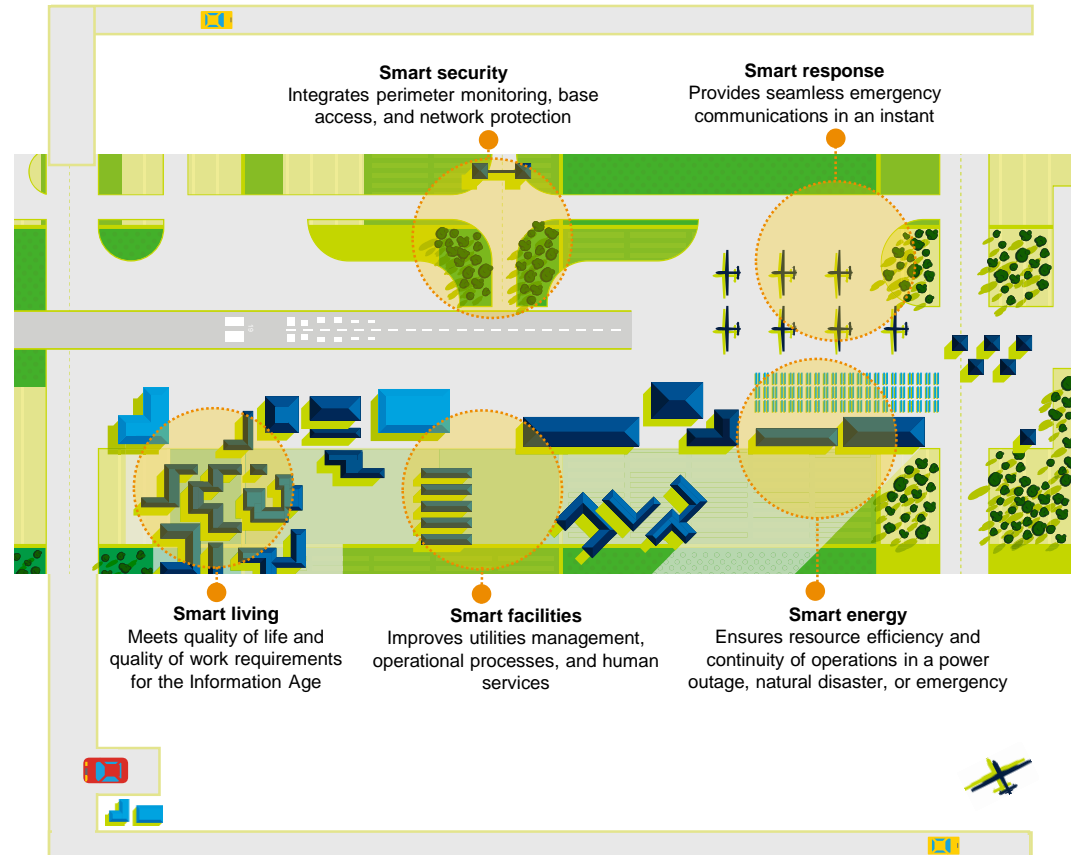 Smart security
Integrates perimeter monitoring, base
access, and network protection
Smart response
Provides seamless emergency
communications in an instant
Smart living
Meets quality of life and
quality of work requirements
for the Information Age
Smart facilities
Improves utilities management,
operational processes, and human
services
Smart energy
Ensures resource efficiency and
continuity of operations in a power
outage, natural disaster, or emergency